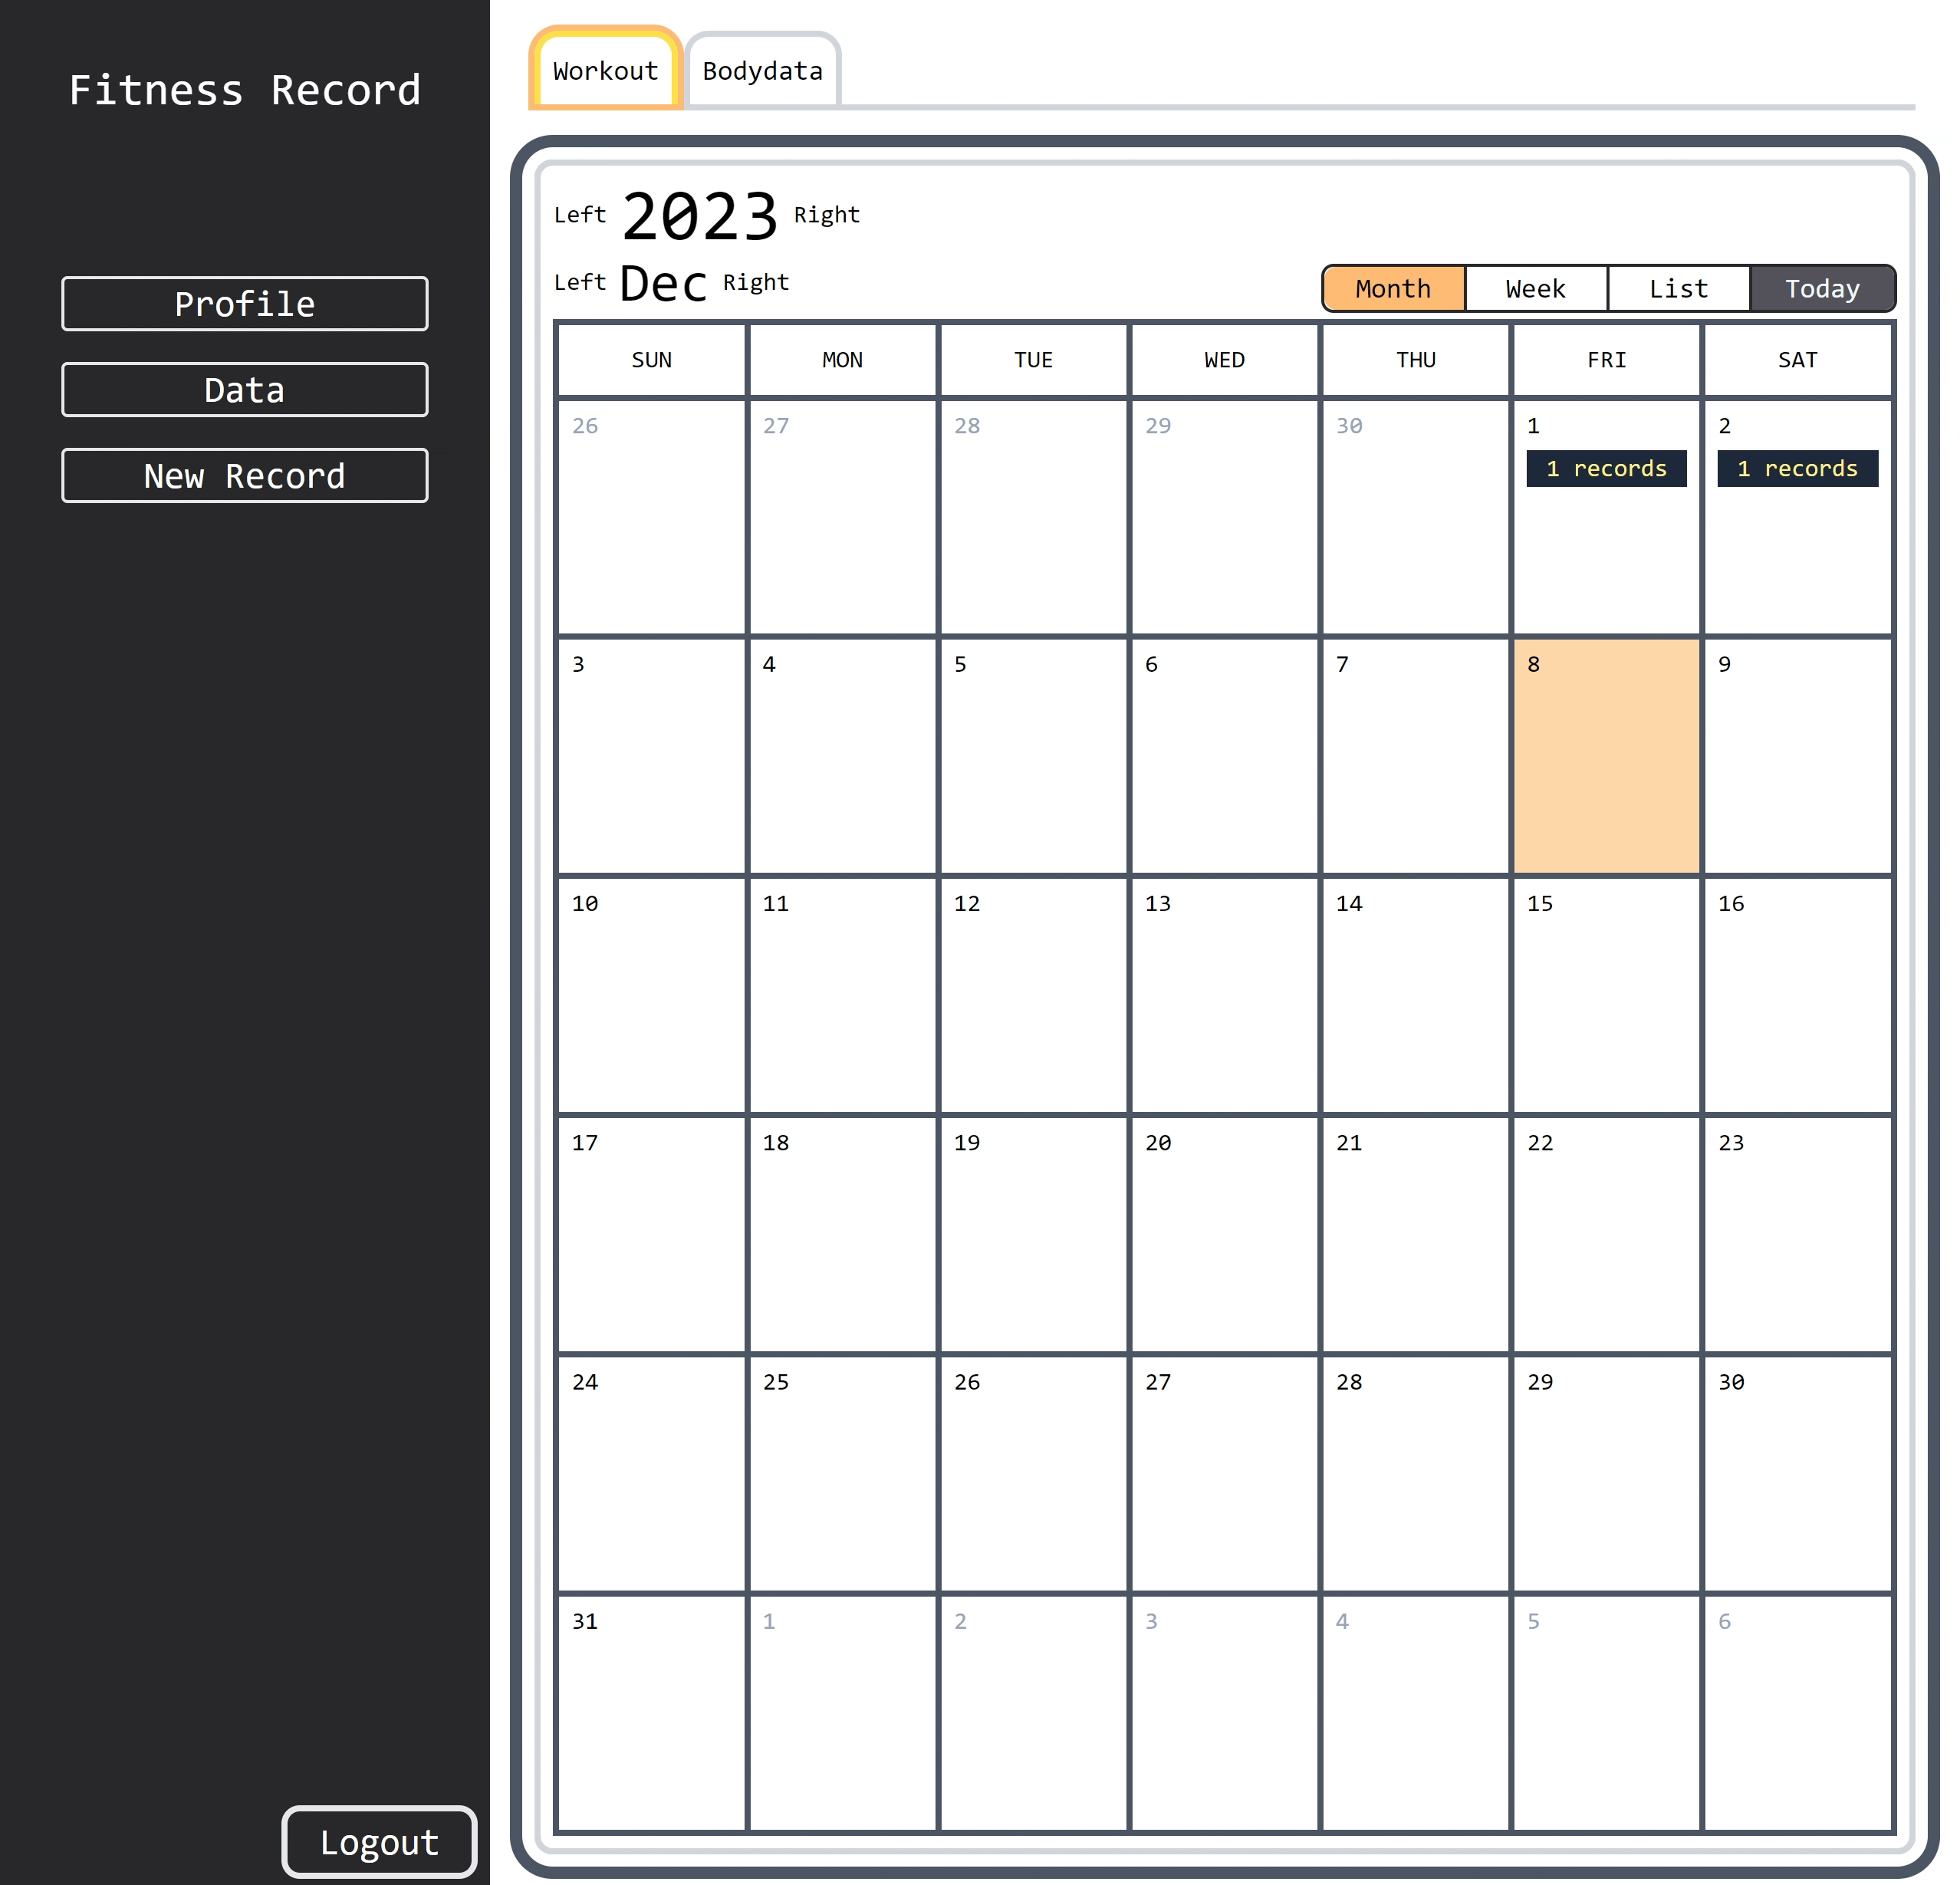 Fitness Record
Profile
Data
New Record
Logout
Workout Bodydata
Left 2023 Right
Left Dec Right
Month Week List Today
SUN MON TUE WED THU FRI SAT
26 27 28 29 30 1 2
1 records 1 records
3 4 5 6 7 8 9
10 11 12 13 14 15 16
17 18 19 20 21 22 23
24 25 26 27 28 29 30
31 1 2 3 4 5 6